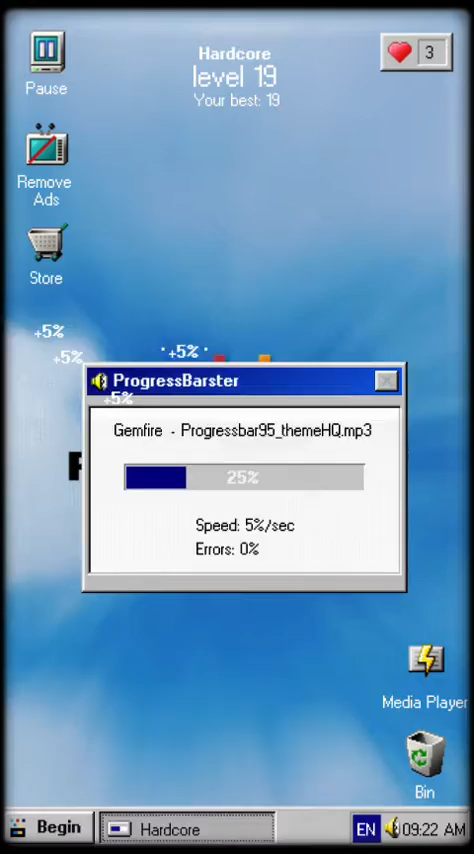 Hardcore
level 19
Your best: 19
3
Pause
Remove
Ads
Store
+5%
+5%
+5%
ProgressBarster
+5%
Gemfire - Progressbar95_themeHQ.mp3
25%
Speed: 5%/sec
Errors: 0%
Media Player
Bin
Begin
Hardcore
EN
09:22 AM